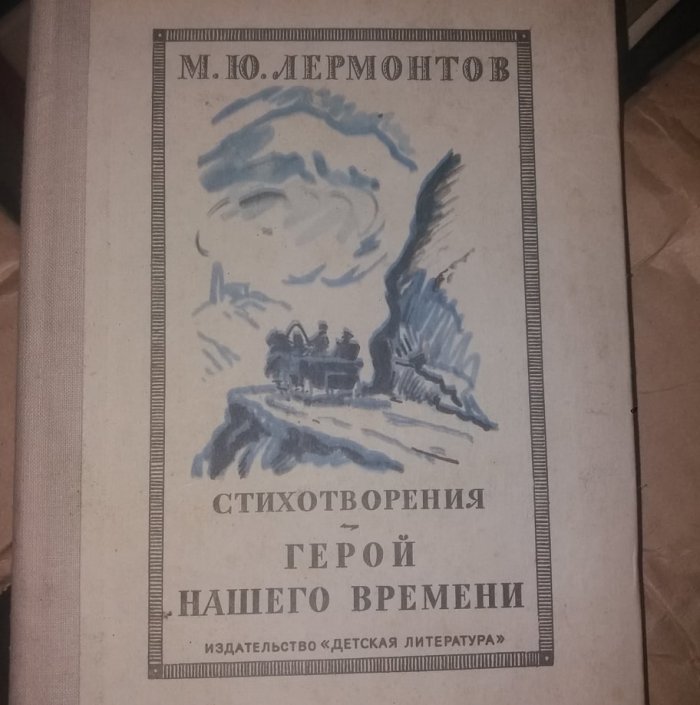 М.Ю.ЛЕРМОНТОВ
СТИХОТВОРЕНИЯ
ГЕРОЙ
НАШЕГО ВРЕМЕНИ
ИЗДАТЕЛЬСТВО «ДЕТСКАЯ ЛИТЕРАТУРА»